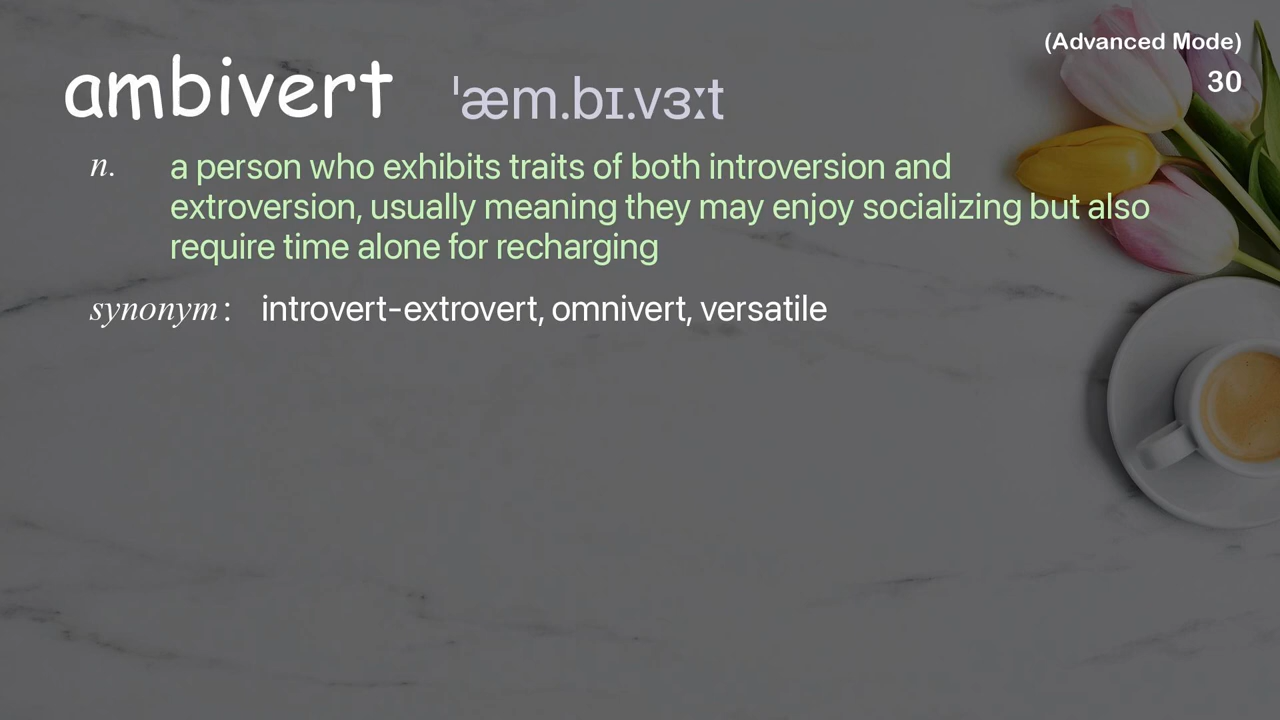 (Advanced Mode)
30
ambivert ˈæm.bɪ.vɜːt
n. a person who exhibits traits of both introversion and
extroversion, usually meaning they may enjoy socializing but also
require time alone for recharging
synonym: introvert-extrovert, omnivert, versatile